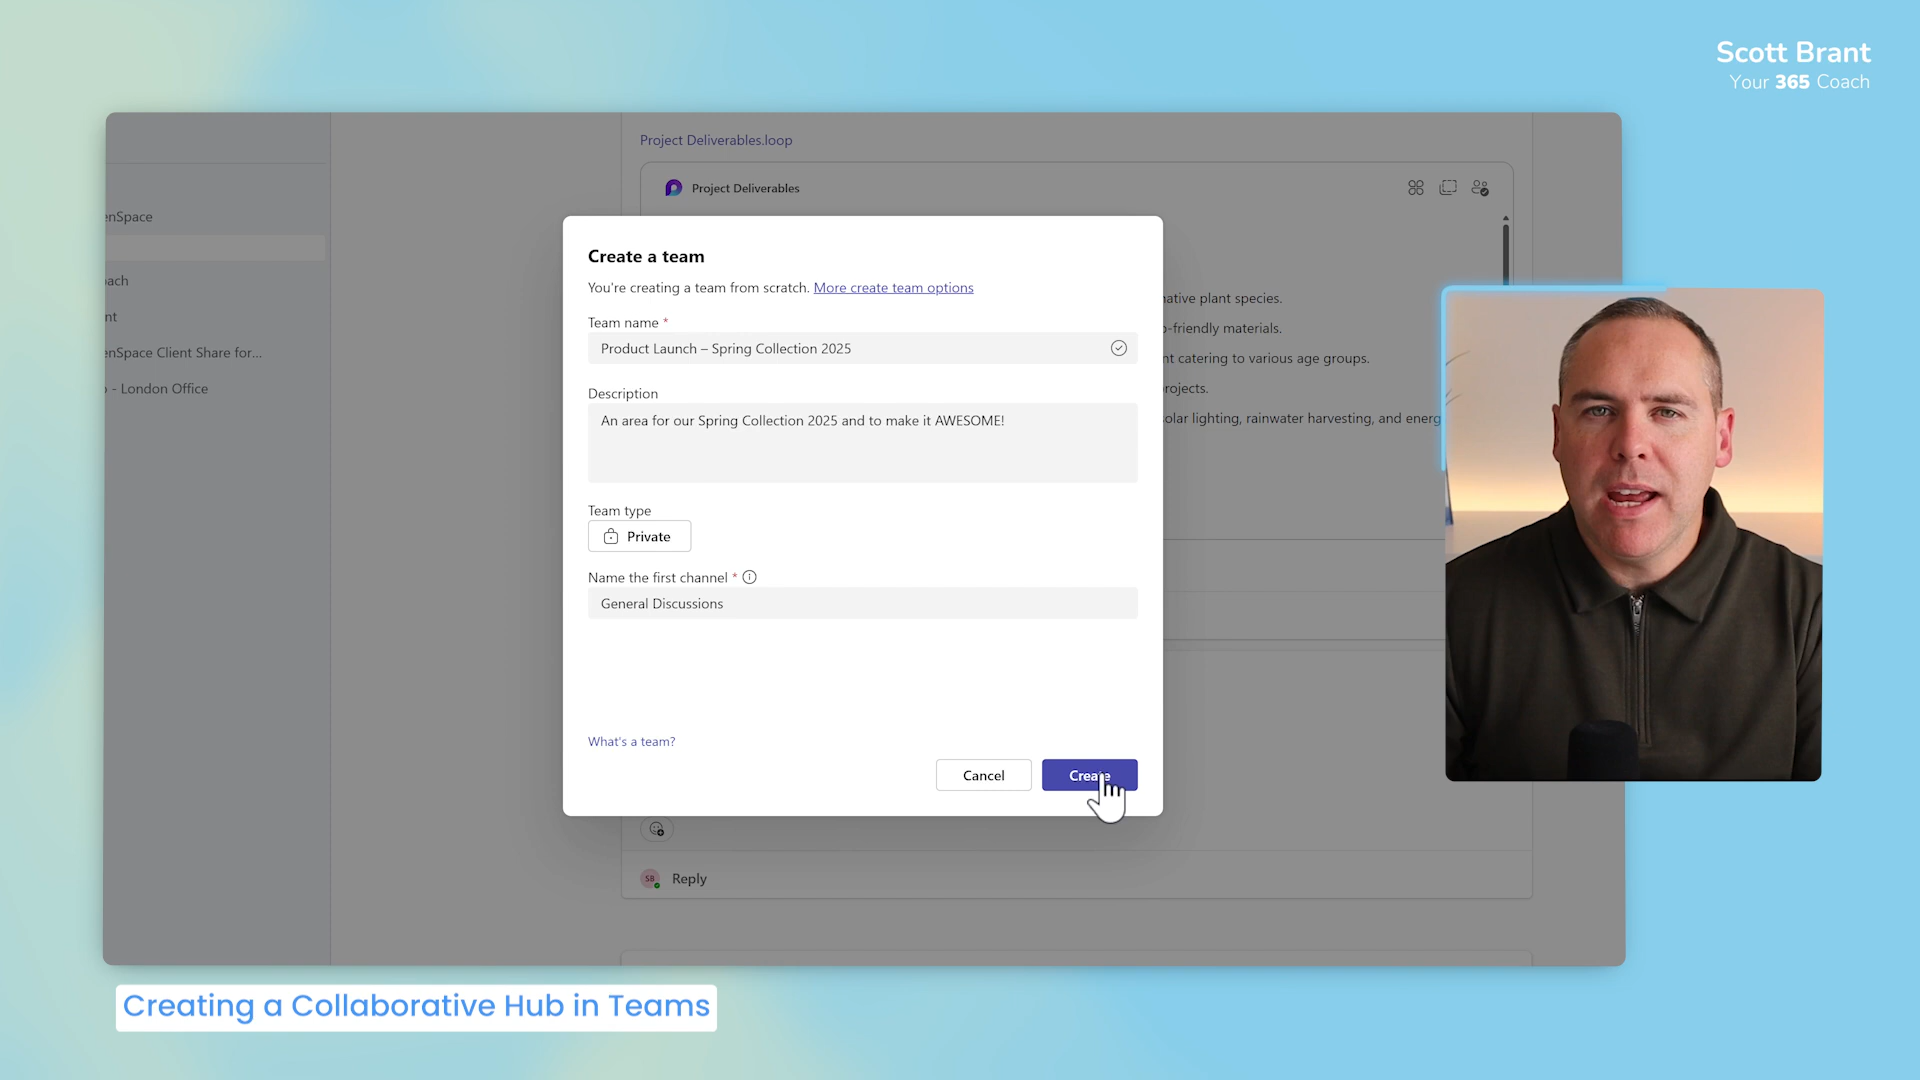 Scott Brant
Your 365 Coach
Project Deliverables.loop
Project Deliverables
Create a team
You're creating a team from scratch. More create team options
Team name *
Product Launch – Spring Collection 2025
Description
An area for our Spring Collection 2025 and to make it AWESOME!
Team type
Private
Name the first channel *
General Discussions
What's a team?
Cancel
Create
enSpace
ach
nt
enSpace Client Share for...
- London Office
native plant species.
-friendly materials.
nt catering to various age groups.
rojects.
olar lighting, rainwater harvesting, and energ
SB
Reply
Creating a Collaborative Hub in Teams